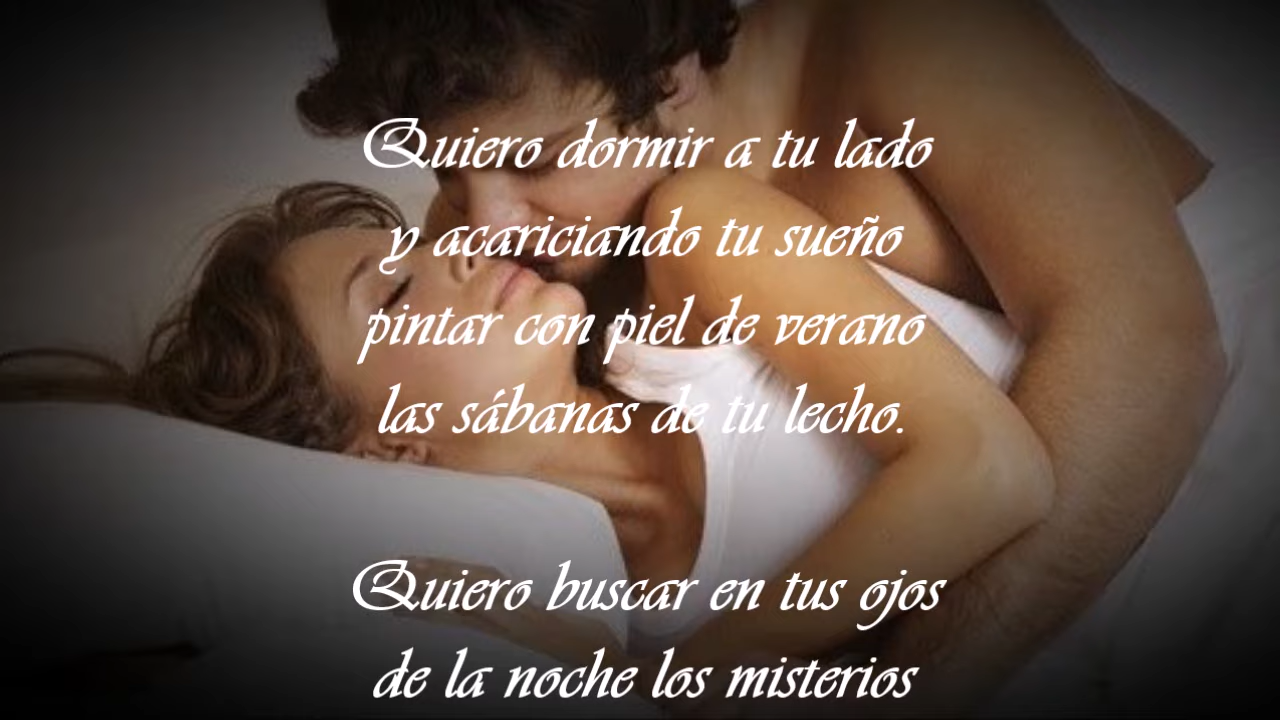 Quiero dormir a tu lado
y acariciando tu sueño
pintar con piel de verano
las sábanas de tu lecho.
Quiero buscar en tus ojos
de la noche los misterios